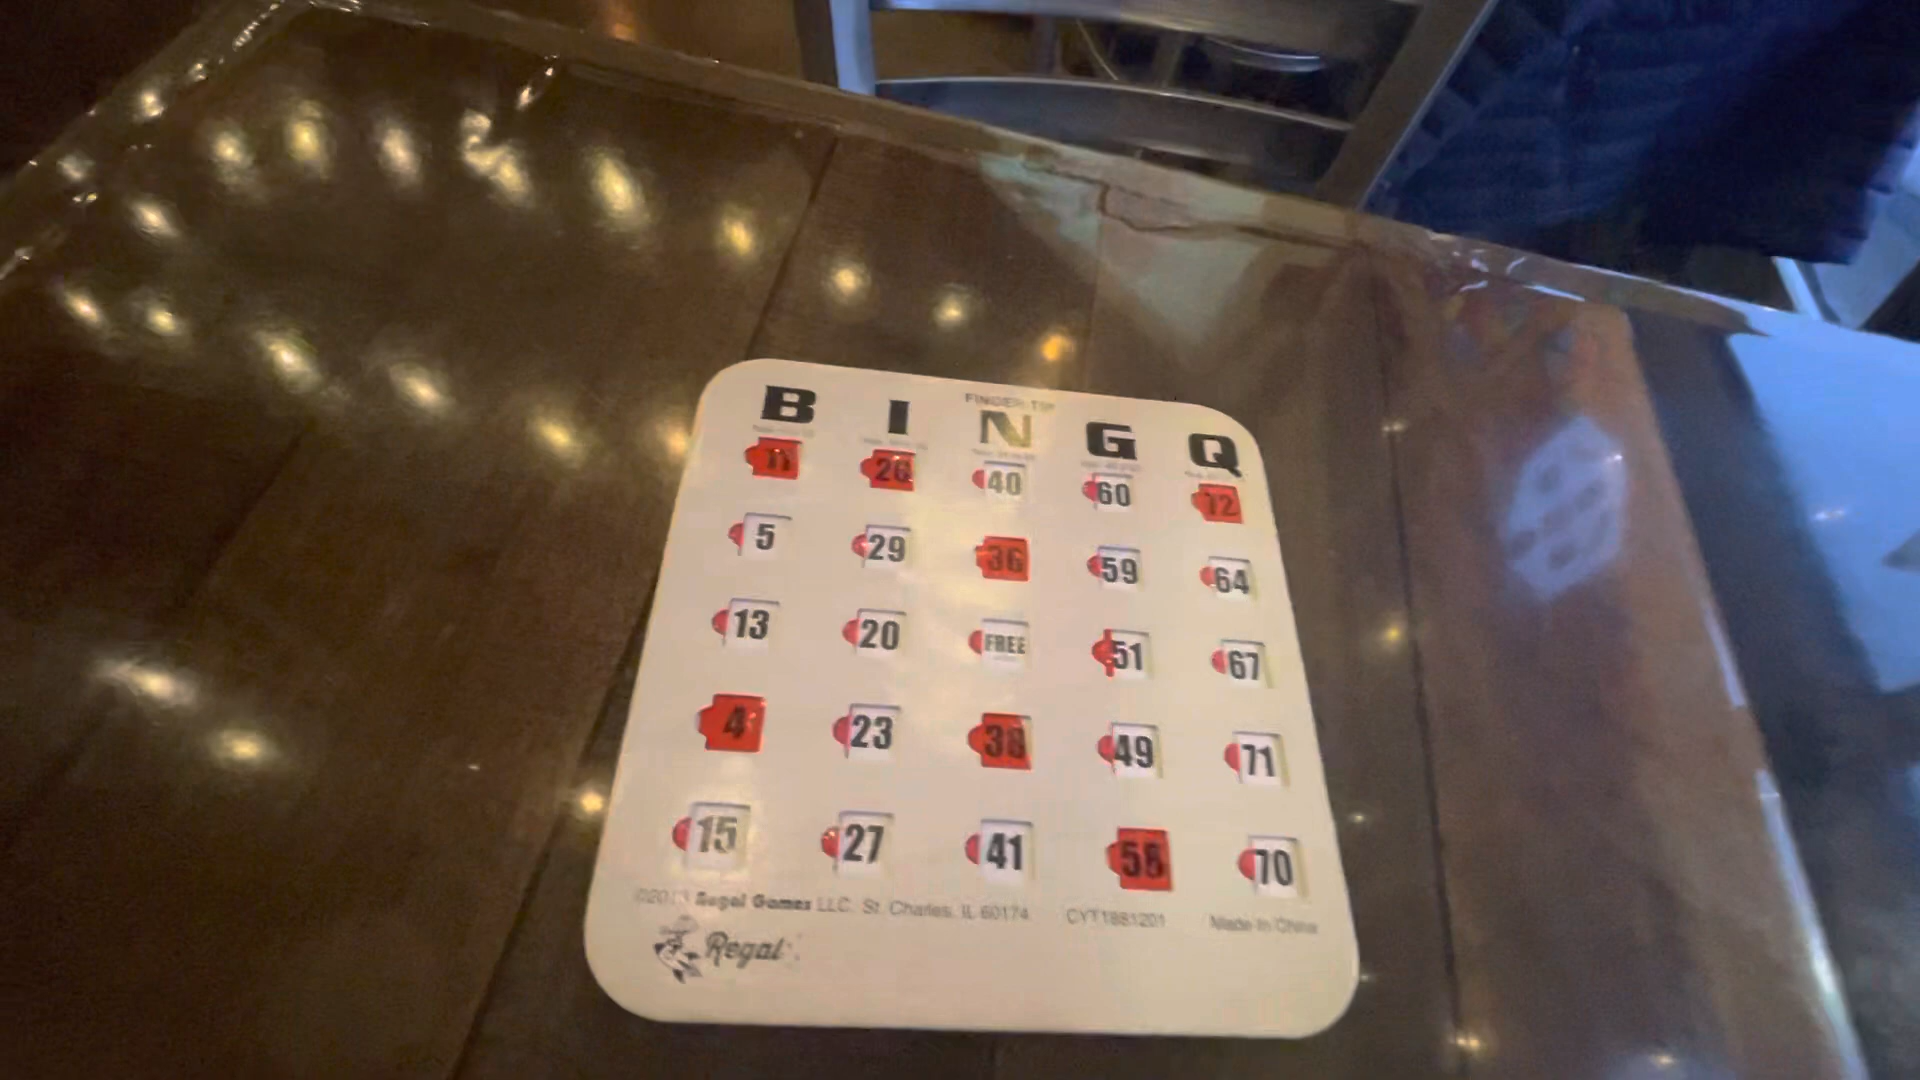 FINGER-TIP
B I N G O
11 26 40 60 72
5 29 36 59 64
13 20 FREE 51 67
4 23 38 49 71
15 27 41 56 70
Regal Games LLC. St. Charles, IL 60174 CYT1881201 Made In China
Regal